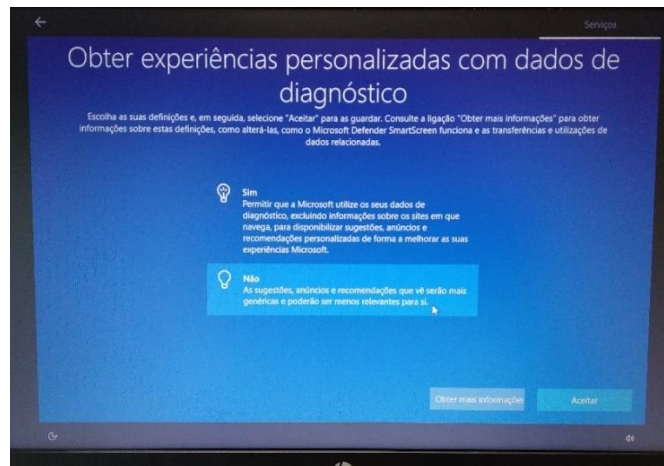 Serviços
Obter experiências personalizadas com dados de
diagnóstico
Escolha as suas definições e, em seguida, selecione "Aceitar" para as guardar. Consulte a ligação "Obter mais informações" para obter
informações sobre estas definições, como alterá-las, como o Microsoft Defender SmartScreen funciona e as transferências e utilizações de
dados relacionadas.
Sim
Permitir que a Microsoft utilize os seus dados de
diagnóstico, excluindo informações sobre os sites em que
navega, para disponibilizar sugestões, anúncios e
recomendações personalizadas de forma a melhorar as suas
experiências Microsoft.
Não
As sugestões, anúncios e recomendações que vê serão mais
genéricas e poderão ser menos relevantes para si.
Obter mais informações
Aceitar